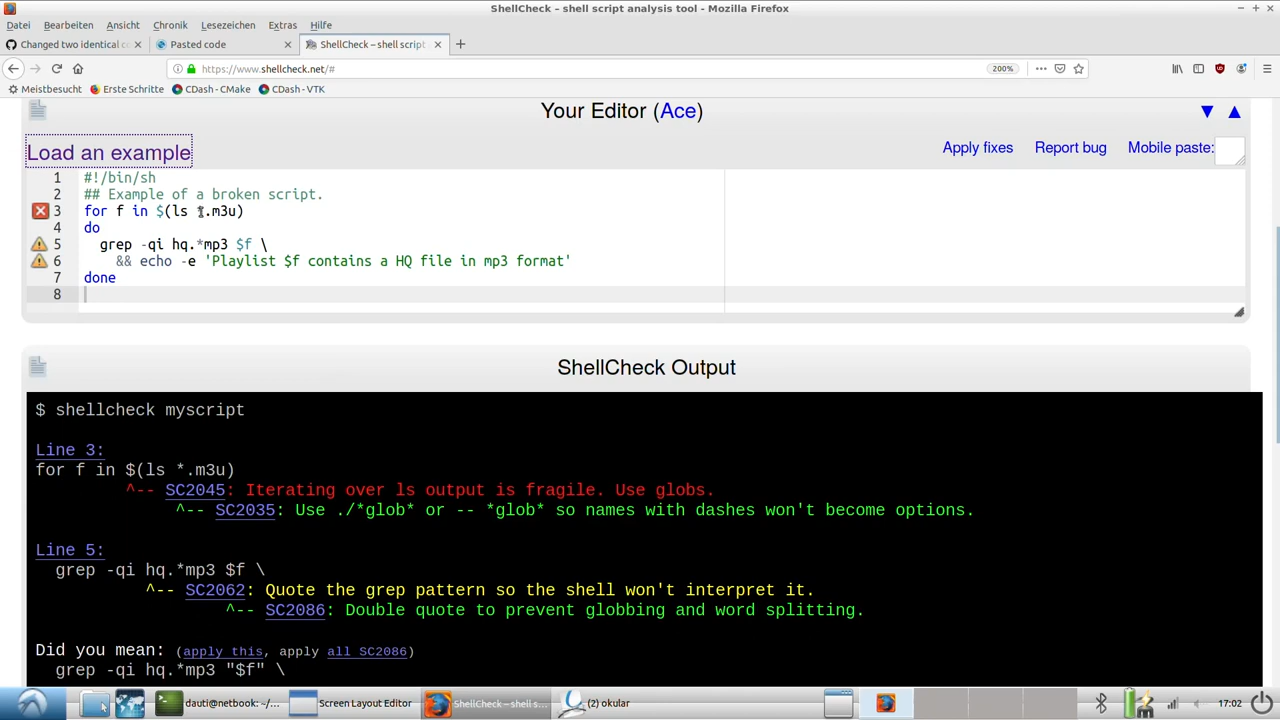 ShellCheck – shell script analysis tool - Mozilla Firefox
Datei Bearbeiten Ansicht Chronik Lesezeichen Extras Hilfe
Changed two identical c
Pasted code
ShellCheck – shell script
https://www.shellcheck.net/#
200%
Meistbesucht Erste Schritte CDash - CMake CDash - VTK
Your Editor (Ace)
▼ ▲
Load an example
Apply fixes Report bug Mobile paste:
1 #!/bin/sh
2 ## Example of a broken script.
3 for f in $(ls *.m3u)
4 do
5 grep -qi hq.*mp3 $f \
6 && echo -e 'Playlist $f contains a HQ file in mp3 format'
7 done
8
ShellCheck Output
$ shellcheck myscript
Line 3:
for f in $(ls *.m3u)
^-- SC2045: Iterating over ls output is fragile. Use globs.
^-- SC2035: Use ./*glob* or -- *glob* so names with dashes won't become options.
Line 5:
grep -qi hq.*mp3 $f \
^-- SC2062: Quote the grep pattern so the shell won't interpret it.
^-- SC2086: Double quote to prevent globbing and word splitting.
Did you mean: (apply this, apply all SC2086)
grep -qi hq.*mp3 "$f" \
dauti@netbook: ~/...
Screen Layout Editor
ShellCheck – shell s...
(2) okular
17:02